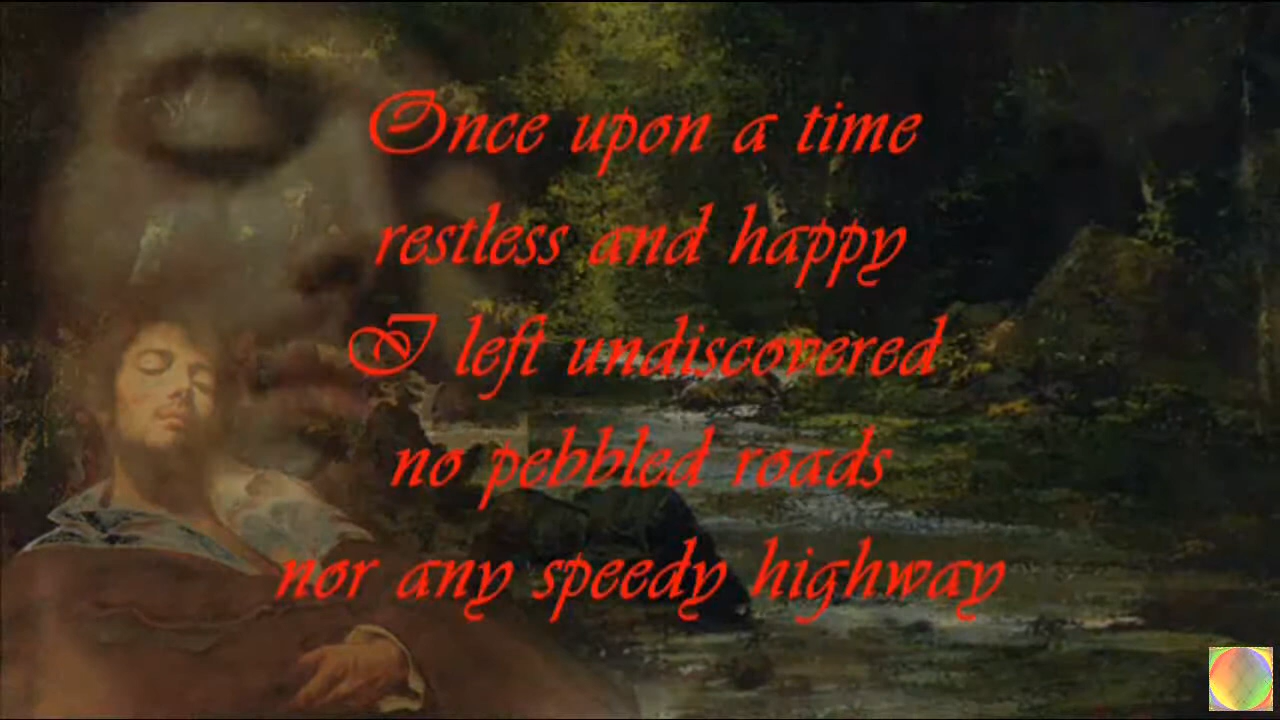 Once upon a time
restless and happy
I left undiscovered
no pebbled roads
nor any speedy highway